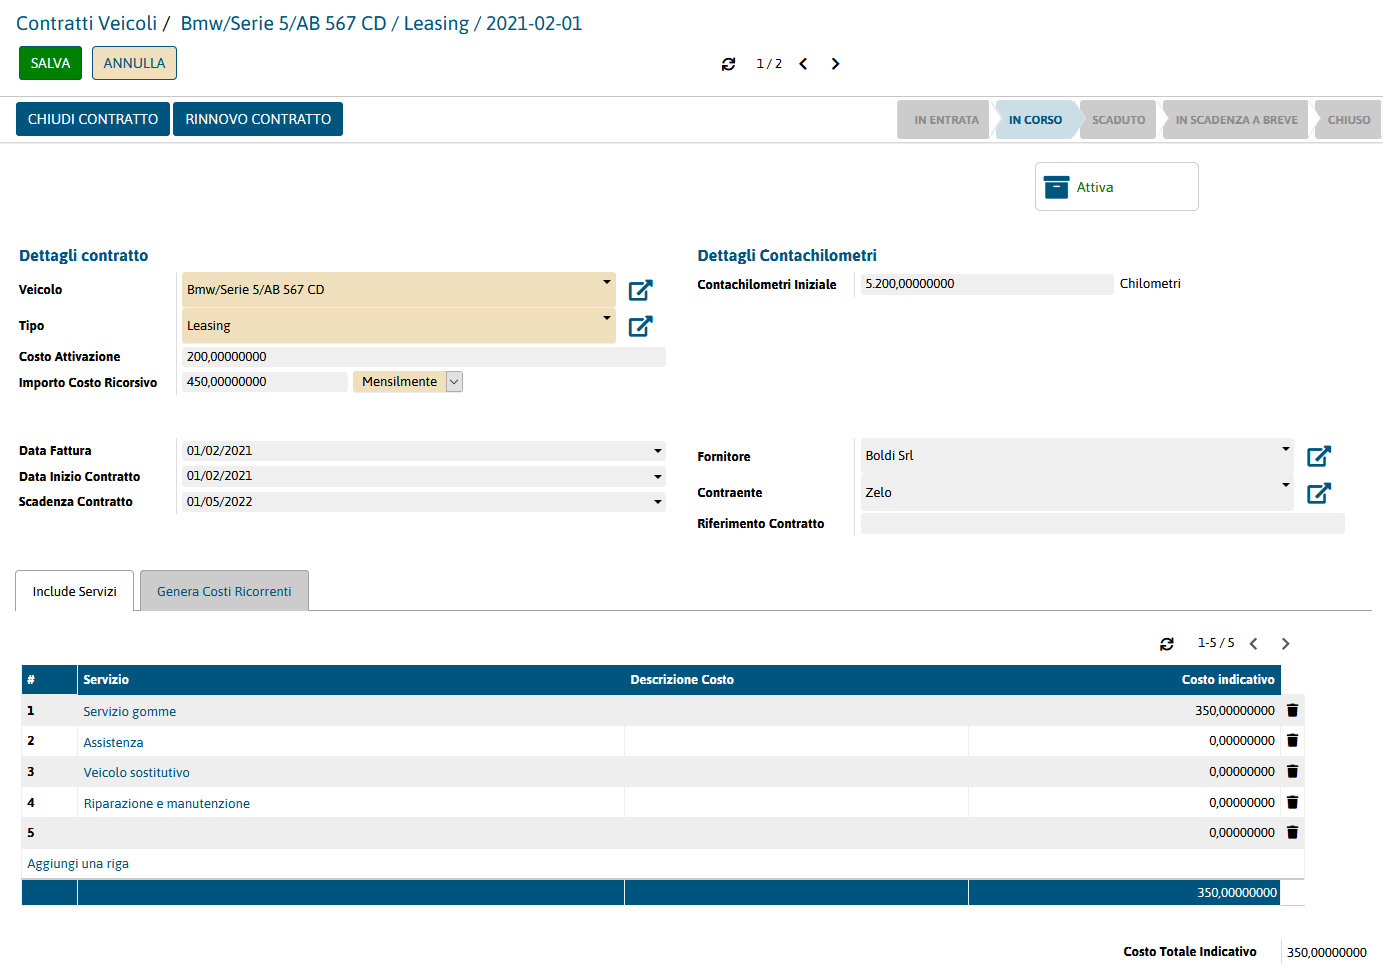 Contratti Veicoli / Bmw/Serie 5/AB 567 CD / Leasing / 2021-02-01
SALVA ANNULLA 1 / 2
CHIUDI CONTRATTO RINNOVO CONTRATTO IN ENTRATA IN CORSO SCADUTO IN SCADENZA A BREVE CHIUSO
Attiva
Dettagli contratto
Veicolo Bmw/Serie 5/AB 567 CD
Tipo Leasing
Costo Attivazione 200,00000000
Importo Costo Ricorsivo 450,00000000 Mensilmente
Dettagli Contachilometri
Contachilometri Iniziale 5.200,00000000 Chilometri
Data Fattura 01/02/2021
Data Inizio Contratto 01/02/2021
Scadenza Contratto 01/05/2022
Fornitore Boldi Srl
Contraente Zelo
Riferimento Contratto
Include Servizi Genera Costi Ricorrenti
1-5 / 5
# Servizio Descrizione Costo Costo indicativo
1 Servizio gomme 350,00000000
2 Assistenza 0,00000000
3 Veicolo sostitutivo 0,00000000
4 Riparazione e manutenzione 0,00000000
5 0,00000000
Aggiungi una riga
350,00000000
Costo Totale Indicativo 350,00000000